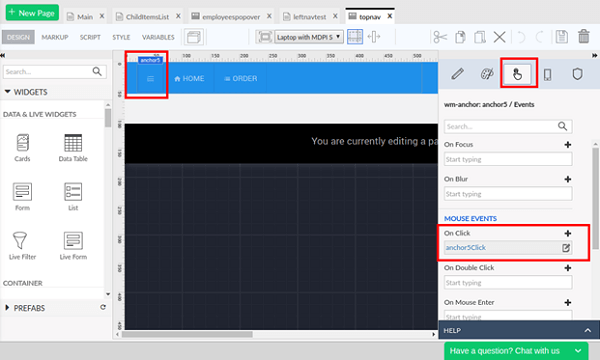 New Page
Main
ChildItemsList
employeespopover
leftnavtest
topnav
DESIGN MARKUP SCRIPT STYLE VARIABLES
Laptop with MDPI S
Search...
WIDGETS
DATA & LIVE WIDGETS
Cards
Data Table
Form
List
Live Filter
Live Form
CONTAINER
PREFABS
anchor5
HOME
ORDER
You are currently editing a pa
wm-anchor: anchor5 / Events
Search...
On Focus
Start typing
On Blur
Start typing
MOUSE EVENTS
On Click
anchor5Click
On Double Click
Start typing
On Mouse Enter
Start typing
HELP
Have a question? Chat with us